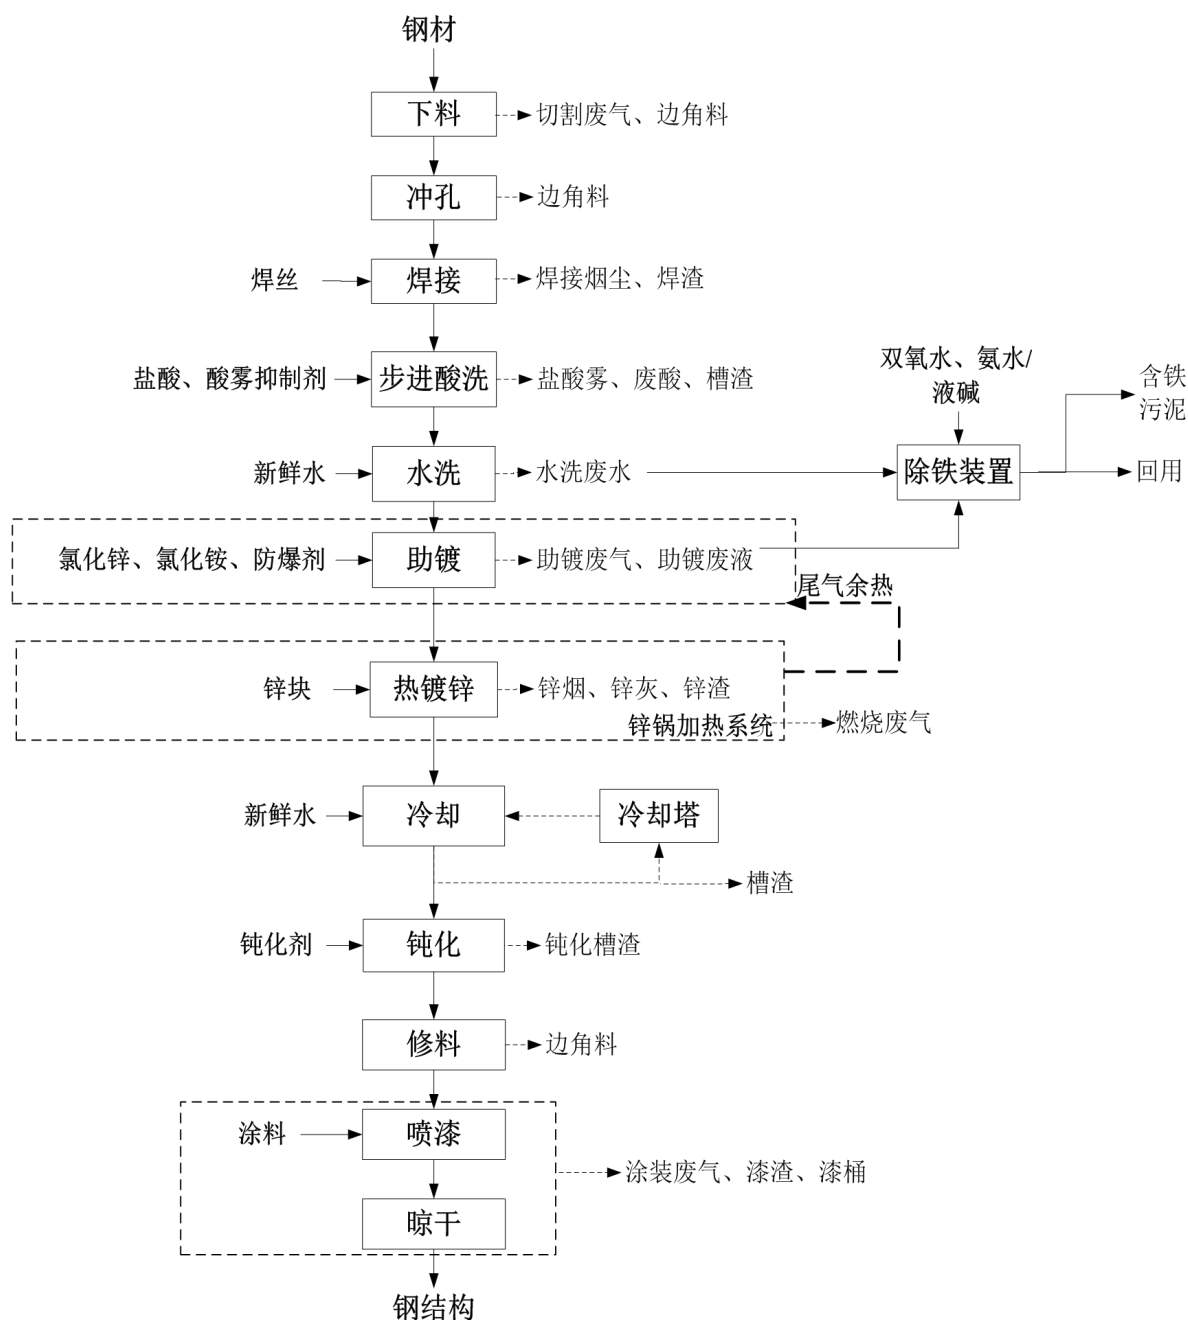 钢材
下料
切割废气、边角料
冲孔
边角料
焊丝
焊接
焊接烟尘、焊渣
盐酸、酸雾抑制剂
步进酸洗
盐酸雾、废酸、槽渣
双氧水、氨水/
液碱
含铁
污泥
新鲜水
水洗
水洗废水
除铁装置
回用
氯化锌、氯化铵、防爆剂
助镀
助镀废气、助镀废液
尾气余热
锌块
热镀锌
锌烟、锌灰、锌渣
锌锅加热系统
燃烧废气
新鲜水
冷却
冷却塔
槽渣
钝化剂
钝化
钝化槽渣
修料
边角料
涂料
喷漆
涂装废气、漆渣、漆桶
晾干
钢结构